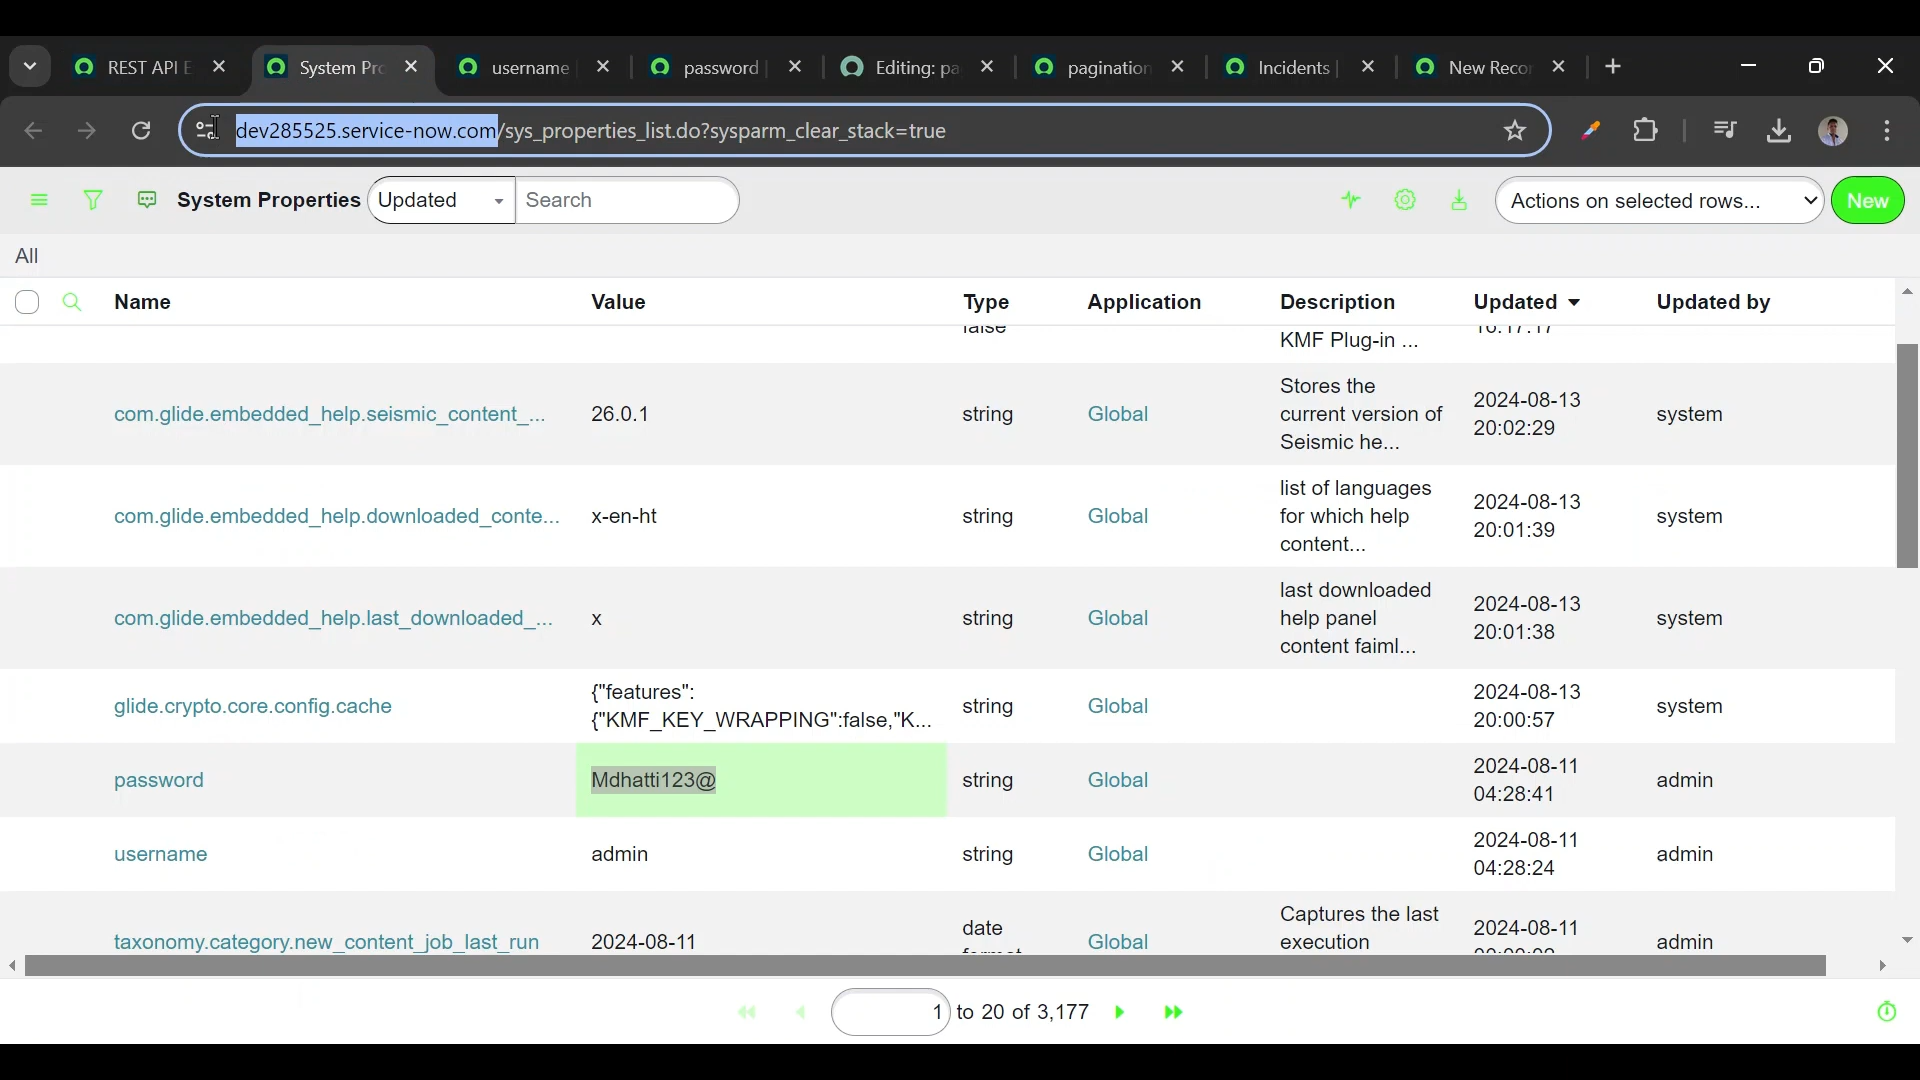 REST API E
System Pro
username
password
Editing: pa
pagination
Incidents
New Recor
dev285525.service-now.com/sys_properties_list.do?sysparm_clear_stack=true
System Properties Updated Search Actions on selected rows... New
All
Name Value Type Application Description Updated Updated by
false KMF Plug-in ... 16:17:17
com.glide.embedded_help.seismic_content_... 26.0.1 string Global Stores the current version of Seismic he... 2024-08-13 20:02:29 system
com.glide.embedded_help.downloaded_conte... x-en-ht string Global list of languages for which help content... 2024-08-13 20:01:39 system
com.glide.embedded_help.last_downloaded_... x string Global last downloaded help panel content faiml... 2024-08-13 20:01:38 system
glide.crypto.core.config.cache {"features": {"KMF_KEY_WRAPPING":false,"K... string Global 2024-08-13 20:00:57 system
password Mdhatti123@ string Global 2024-08-11 04:28:41 admin
username admin string Global 2024-08-11 04:28:24 admin
taxonomy.category.new_content_job_last_run 2024-08-11 date format Global Captures the last execution 2024-08-11 admin
1 to 20 of 3,177